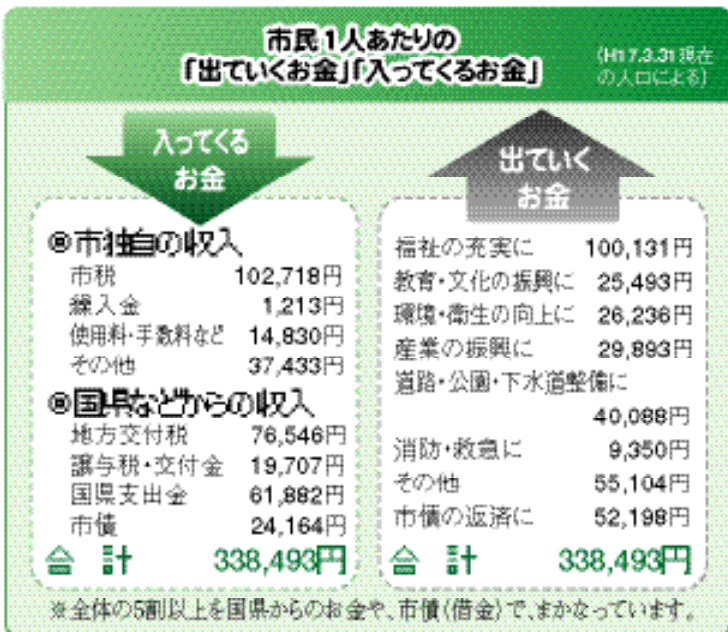 市民1人あたりの
「出ていくお金」「入ってくるお金」
(H17.3.31現在
の人口による)
入ってくる
お金
◉市独自の収入
市税 102,718円
繰入金 1,213円
使用料・手数料など 14,830円
その他 37,433円
◉国県などからの収入
地方交付税 76,546円
譲与税・交付金 19,707円
国県支出金 61,882円
市債 24,164円
合計 338,493円
出ていく
お金
福祉の充実に 100,131円
教育・文化の振興に 25,493円
環境・衛生の向上に 26,236円
産業の振興に 29,893円
道路・公園・下水道整備に
40,088円
消防・救急に 9,350円
その他 55,104円
市債の返済に 52,198円
合計 338,493円
※全体の5割以上を国県からのお金や、市債(借金)で、まかなっています。